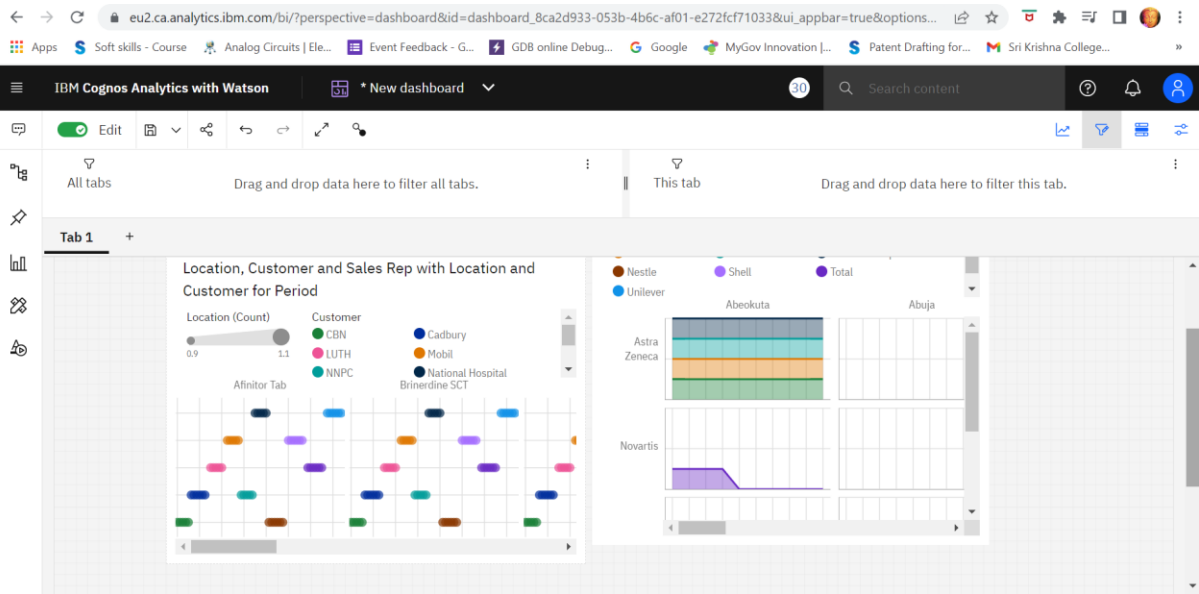 eu2.ca.analytics.ibm.com/bi/?perspective=dashboard&id=dashboard_8ca2d933-053b-4b6c-af01-e272fcf71033&ui_appbar=true&options...
Apps Soft skills - Course Analog Circuits | Ele... Event Feedback - G... GDB online Debug... Google MyGov Innovation |... Patent Drafting for... Sri Krishna College... »
IBM Cognos Analytics with Watson * New dashboard 30 Search content
Edit
All tabs Drag and drop data here to filter all tabs. This tab Drag and drop data here to filter this tab.
Tab 1 +
Location, Customer and Sales Rep with Location and
Customer for Period
Location (Count) Customer
0.9 1.1
CBN Cadbury
LUTH Mobil
NNPC National Hospital
Afinitor Tab Brinerdine SCT
Nestle Shell Total
Unilever
Abeokuta Abuja
Astra
Zeneca
Novartis